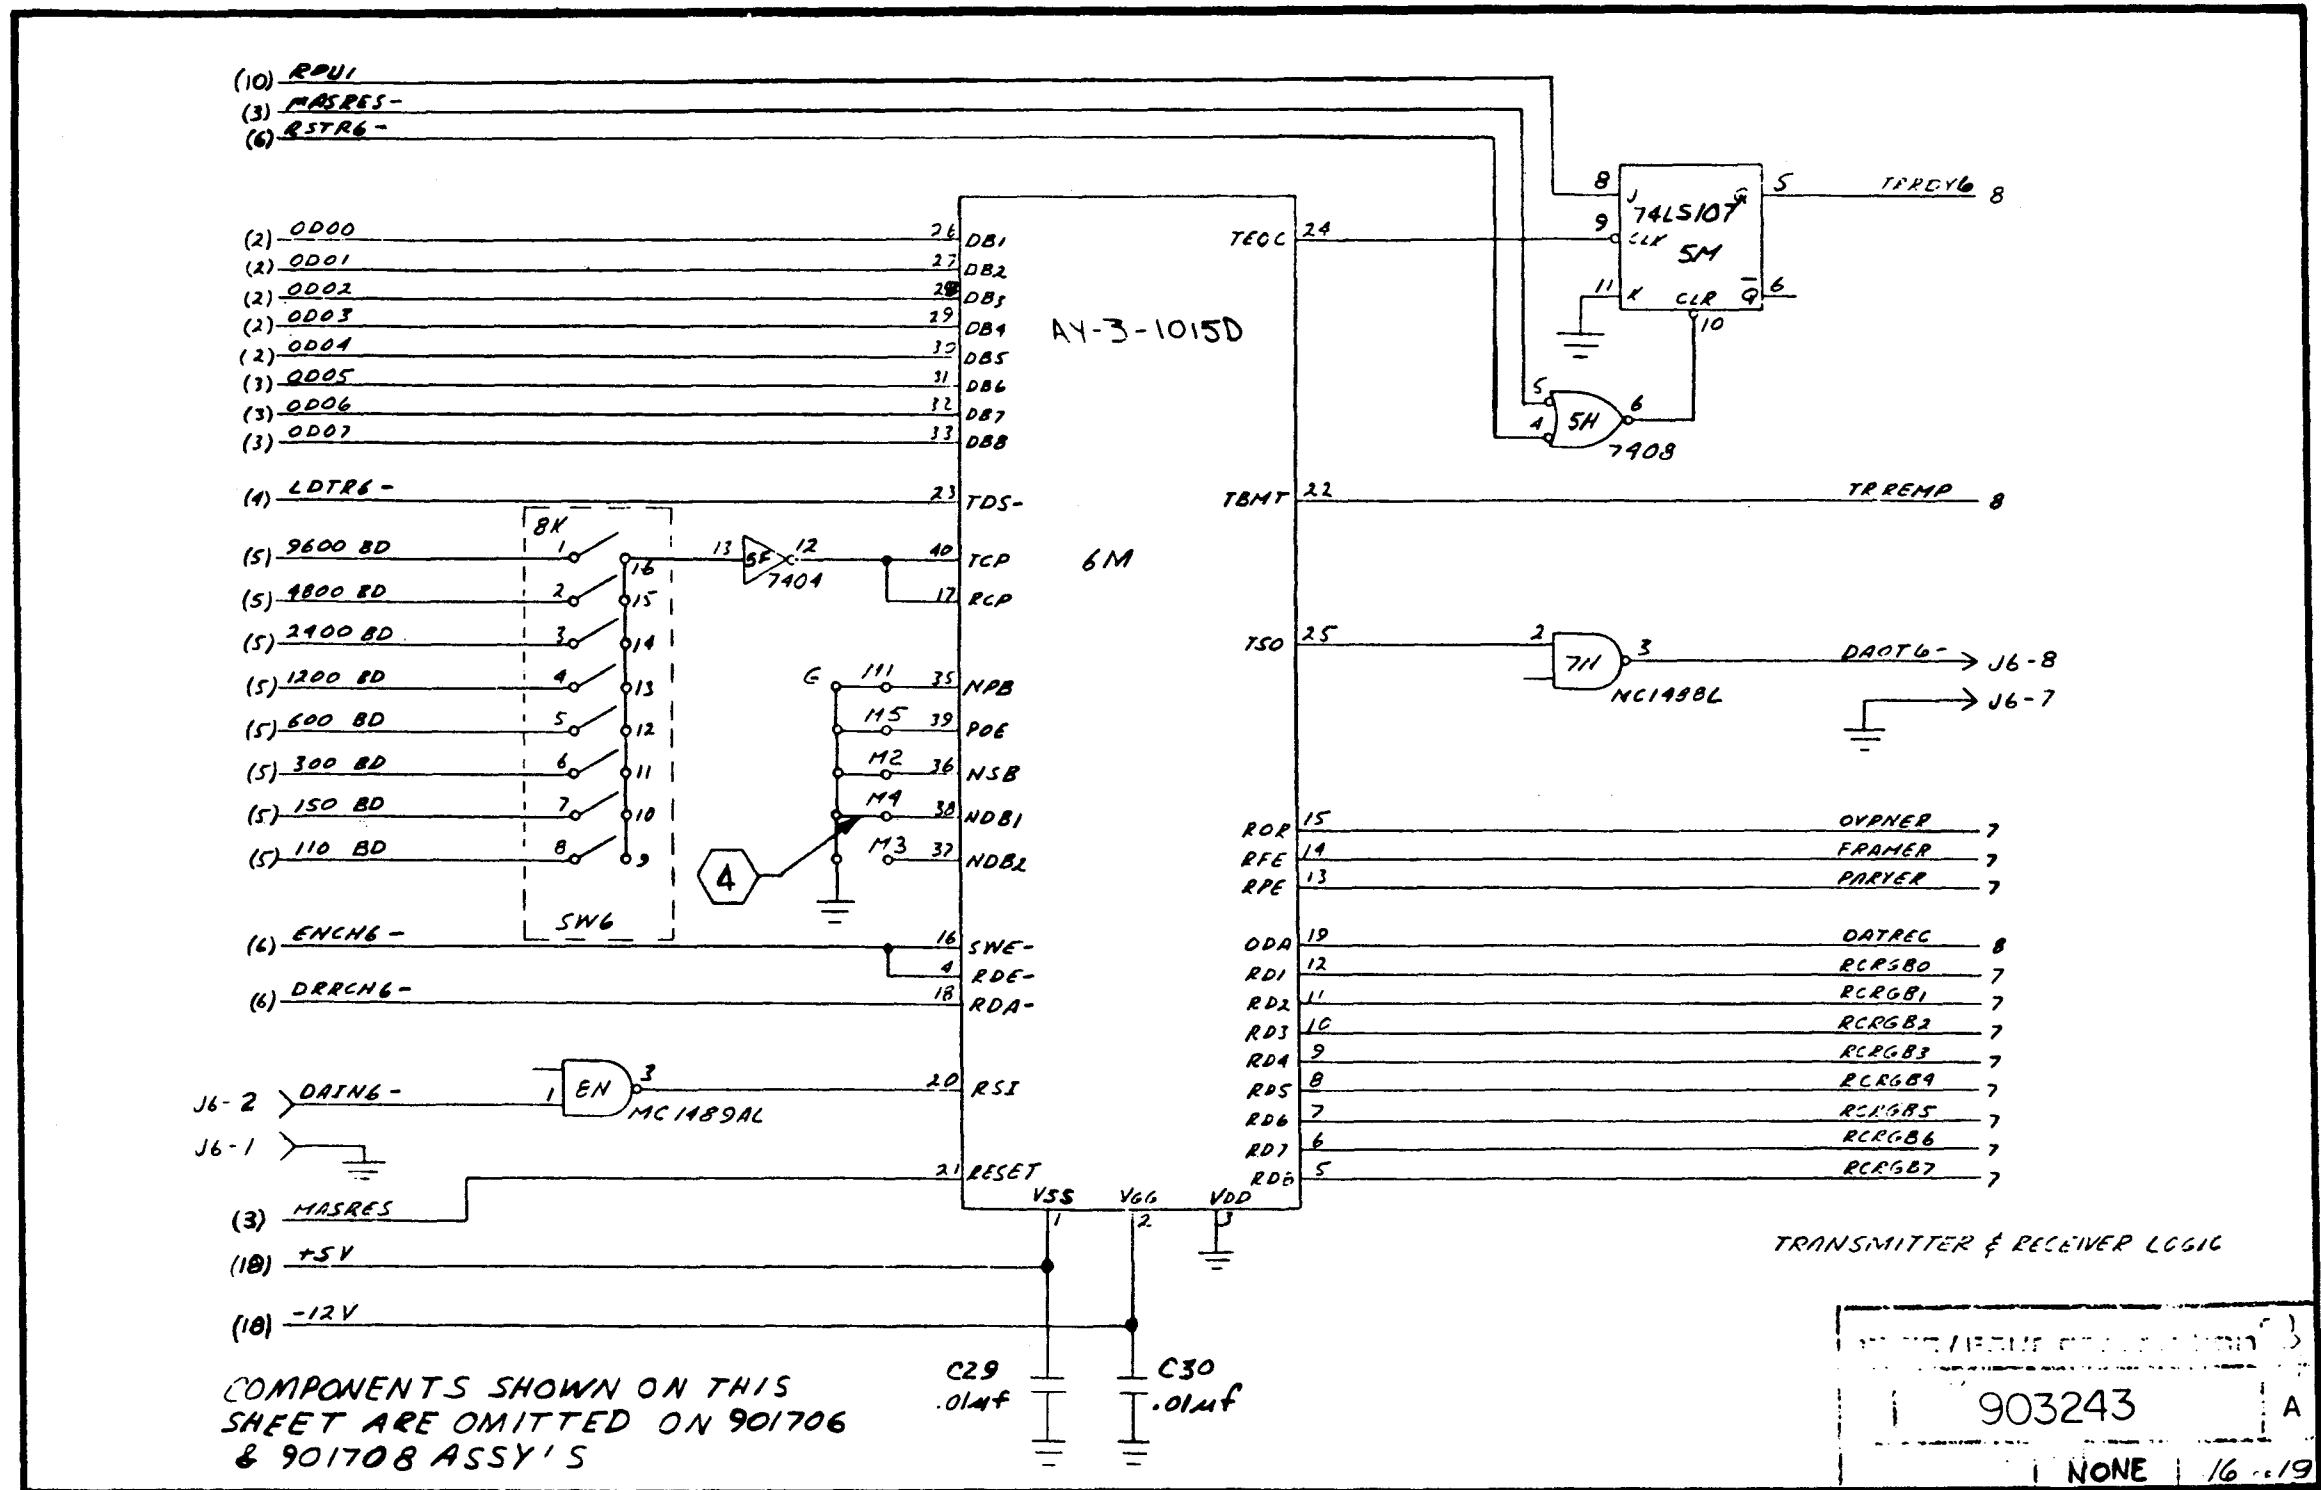 (10) RPU1
(3) MASRES-
(6) RSTR6-
(2) OD00
(2) OD01
(2) OD02
(2) OD03
(2) OD04
(3) OD05
(3) OD06
(3) OD07
(4) LDTR6-
8K
(5) 9600 BD 1
(5) 4800 BD 2
(5) 2400 BD 3
(5) 1200 BD 4
(5) 600 BD 5
(5) 300 BD 6
(5) 150 BD 7
(5) 110 BD 8
16
15
14
13
12
11
10
9
SW6
13 5F 12
7404
G
M1
M5
M2
M4
M3
4
(6) ENCH6-
(6) DRRCH6-
J6-2 DAIN6- 1 EN 3
MC1489AL
J6-1
(3) MASRES
(18) +5V
(18) -12V
26 DB1
27 DB2
28 DB3
29 DB4
30 DB5
31 DB6
32 DB7
33 DB8
23 TDS-
40 TCP
17 RCP
35 NPB
39 POE
36 NSB
38 NDB1
37 NDB2
16 SWE-
4 RDE-
18 RDA-
20 RSI
21 RESET
AY-3-1015D
6M
VSS VGG VDD
1 2 3
C29
.01µf
C30
.01µf
TEOC 24
TBMT 22 TRREMP 8
TSO 25
ROR 15 OVRNER 7
RFE 14 FRAMER 7
RPE 13 PARYER 7
ODA 19 DATREC 8
RD1 12 RCRGB0 7
RD2 11 RCRGB1 7
RD3 10 RCRGB2 7
RD4 9 RCRGB3 7
RD5 8 RCRGB4 7
RD6 7 RCRGB5 7
RD7 6 RCRGB6 7
RD8 5 RCRGB7 7
8 J Q 5 8
74LS107
9 CLK
5M
11 K CLR Q 6
10
5
4 5H 6
7408
2 7N 3 DAOT6- J6-8
MC1488L
J6-7
TRANSMITTER & RECEIVER LOGIC
COMPONENTS SHOWN ON THIS
SHEET ARE OMITTED ON 901706
& 901708 ASSY'S
903243 A
NONE 16 19